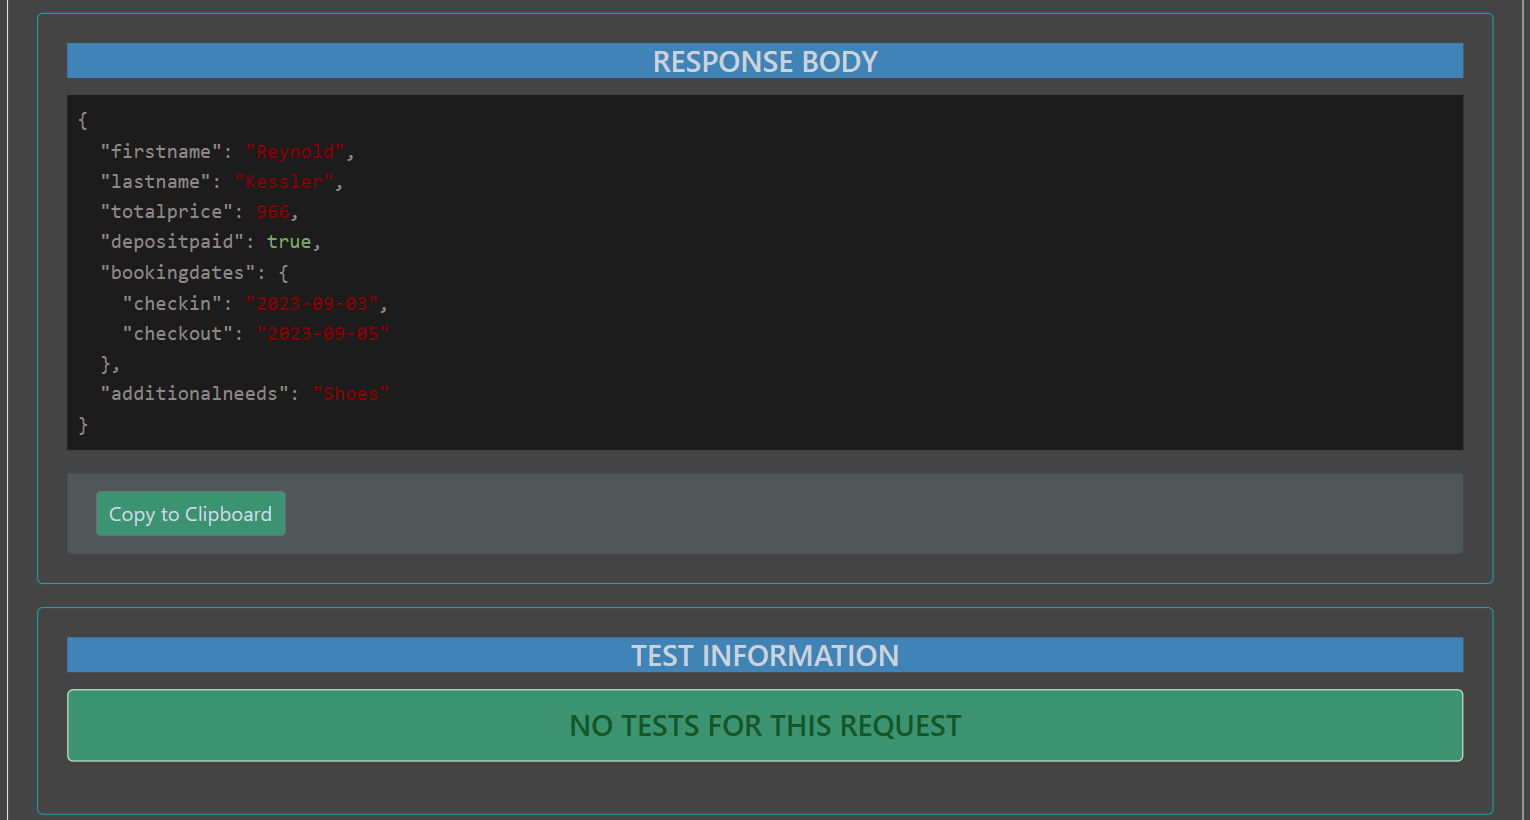 RESPONSE BODY
{
  "firstname": "Reynold",
  "lastname": "Kessler",
  "totalprice": 966,
  "depositpaid": true,
  "bookingdates": {
    "checkin": "2023-09-03",
    "checkout": "2023-09-05"
  },
  "additionalneeds": "Shoes"
}
Copy to Clipboard
TEST INFORMATION
NO TESTS FOR THIS REQUEST